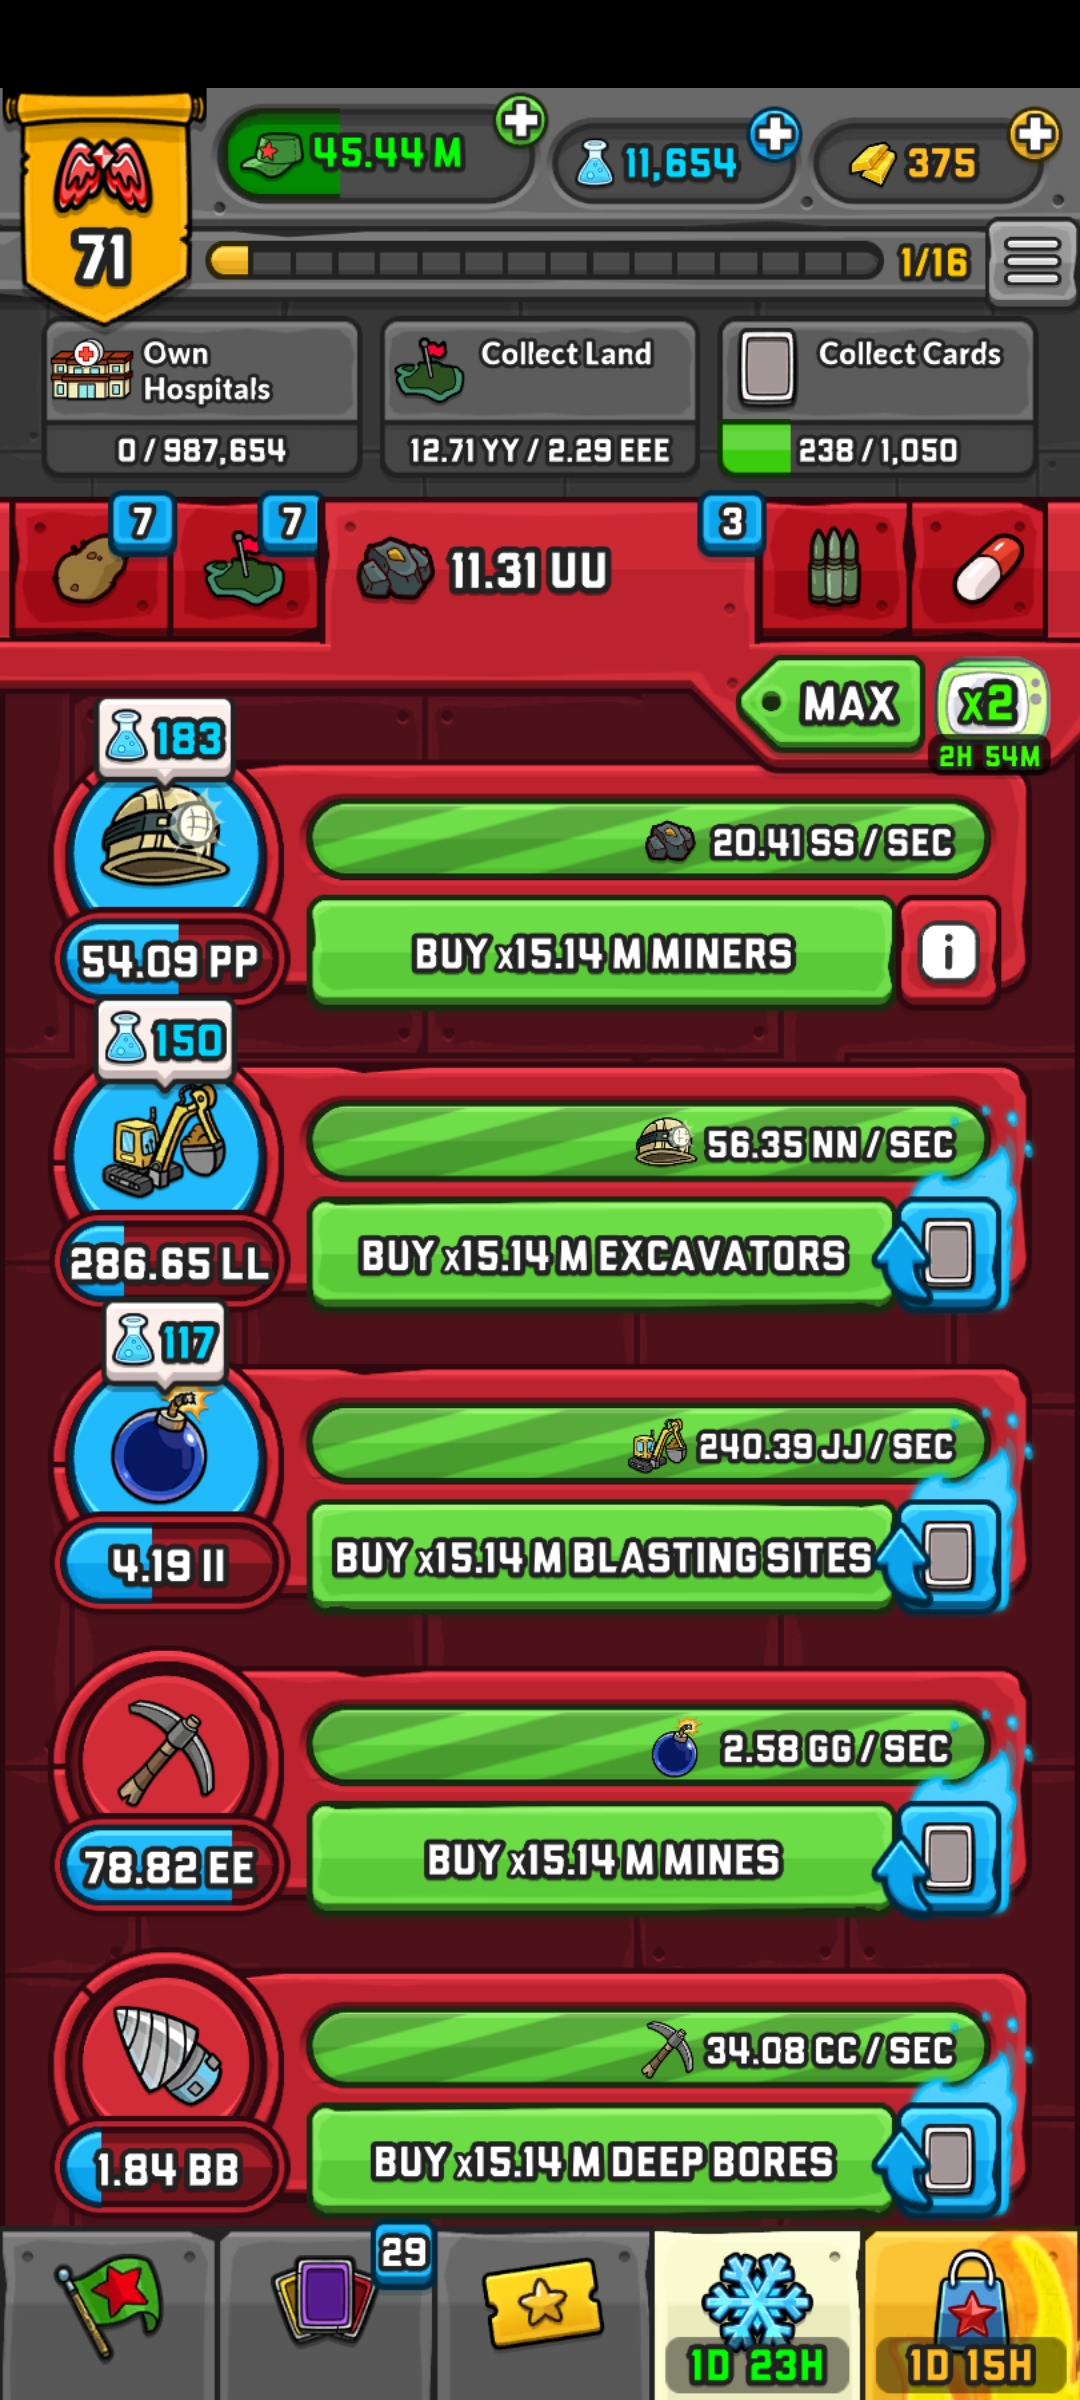 45.44 M
11,654
375
71
1/16
Own
Hospitals
0 / 987,654
Collect Land
12.71 YY / 2.29 EEE
Collect Cards
238 / 1,050
7
7
11.31 UU
3
MAX
x2
2H 54M
183
20.41 SS / SEC
54.09 PP
BUY x15.14 M MINERS
i
150
56.35 NN / SEC
286.65 LL
BUY x15.14 M EXCAVATORS
117
240.39 JJ / SEC
4.19 II
BUY x15.14 M BLASTING SITES
2.58 GG / SEC
78.82 EE
BUY x15.14 M MINES
34.08 CC / SEC
1.84 BB
BUY x15.14 M DEEP BORES
29
1D 23H
1D 15H